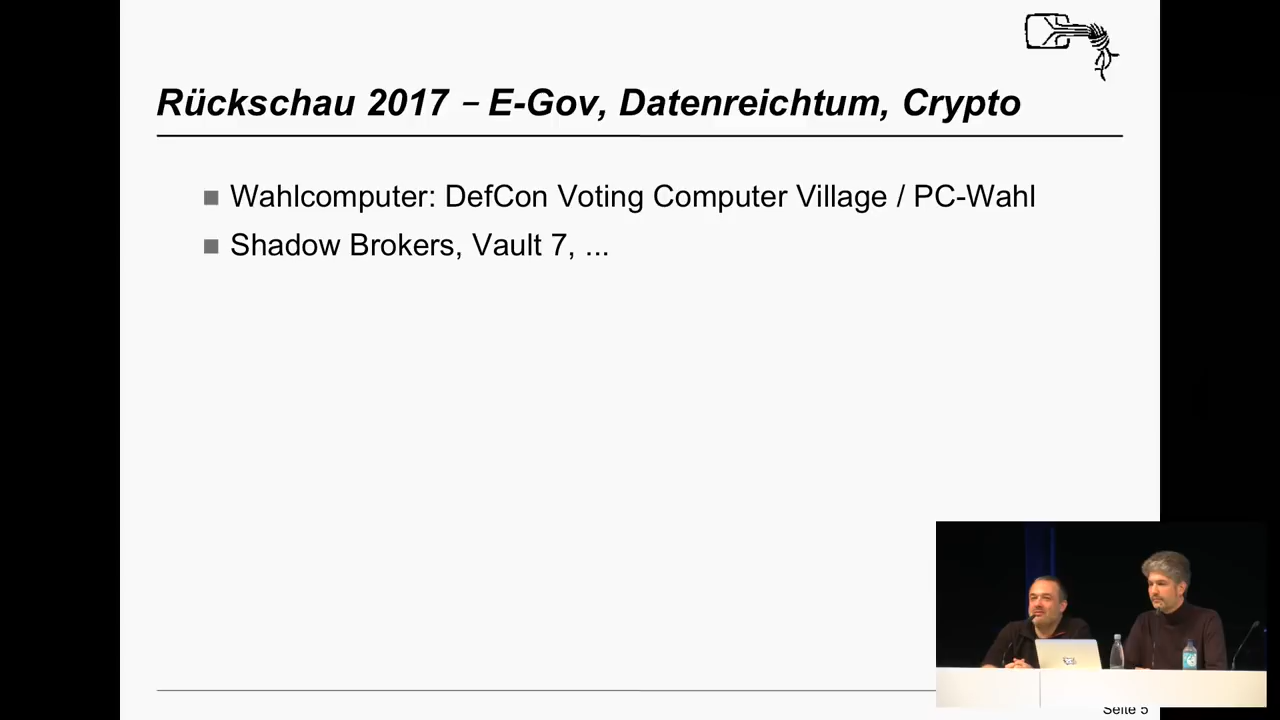 Rückschau 2017 – E-Gov, Datenreichtum, Crypto
Wahlcomputer: DefCon Voting Computer Village / PC-Wahl
Shadow Brokers, Vault 7, ...
Seite 5